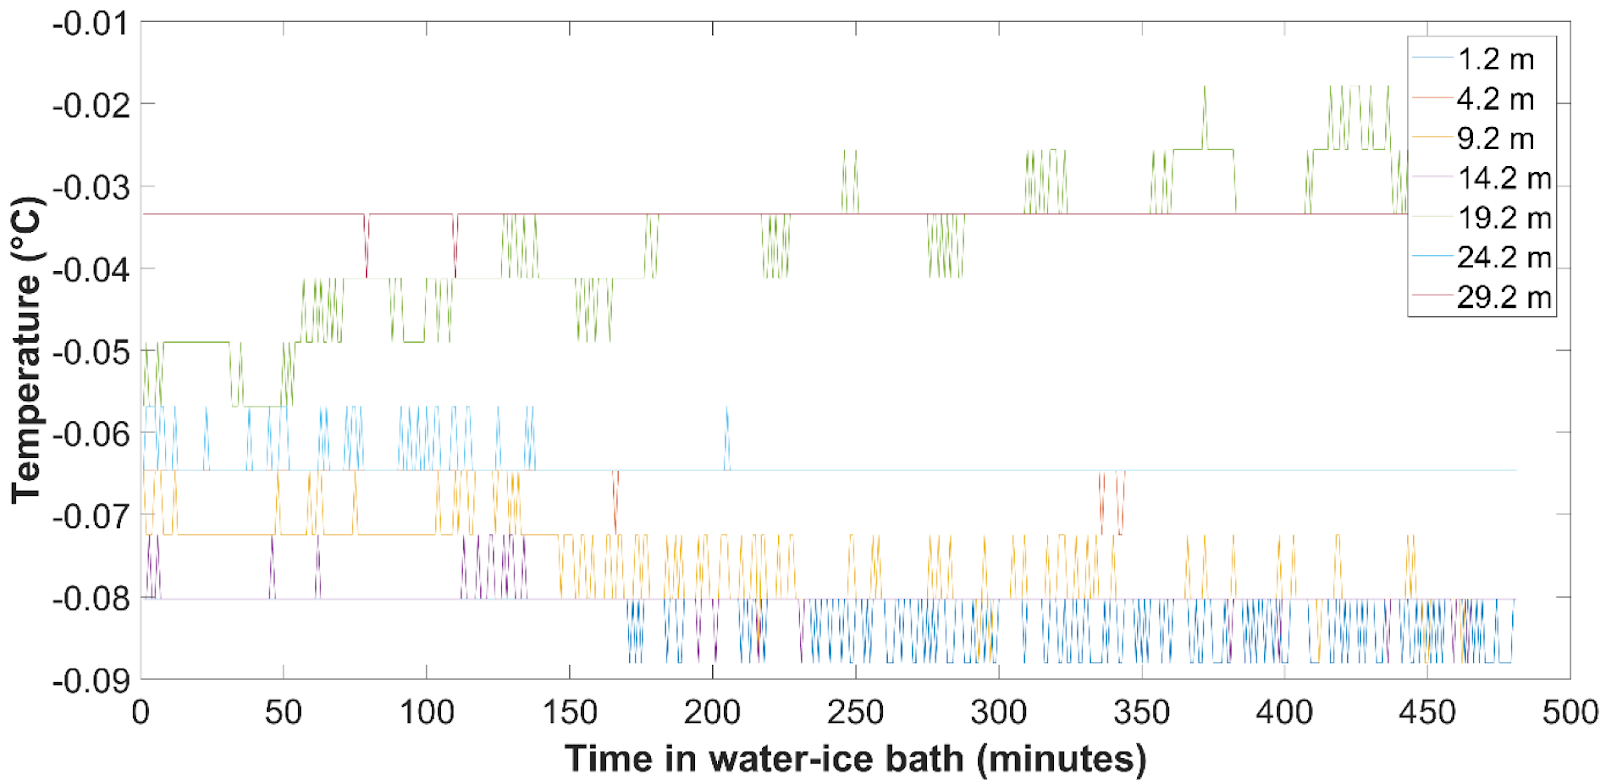 -0.01
-0.02
-0.03
-0.04
-0.05
-0.06
-0.07
-0.08
-0.09
Temperature (°C)
0 50 100 150 200 250 300 350 400 450 500
Time in water-ice bath (minutes)
1.2 m
4.2 m
9.2 m
14.2 m
19.2 m
24.2 m
29.2 m